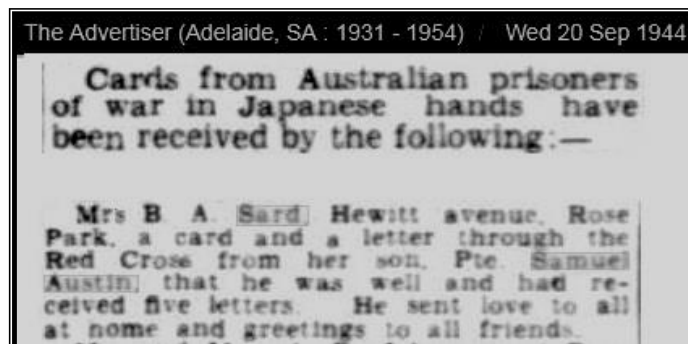 The Advertiser (Adelaide, SA : 1931 - 1954) / Wed 20 Sep 1944
Cards from Australian prisoners
of war in Japanese hands have
been received by the following:—
Mrs B A. Sard, Hewitt avenue, Rose
Park, a card and a letter through the
Red Cross from her son, Pte. Samuel
Austin, that he was well and had re-
ceived five letters. He sent love to all
at home and greetings to all friends.